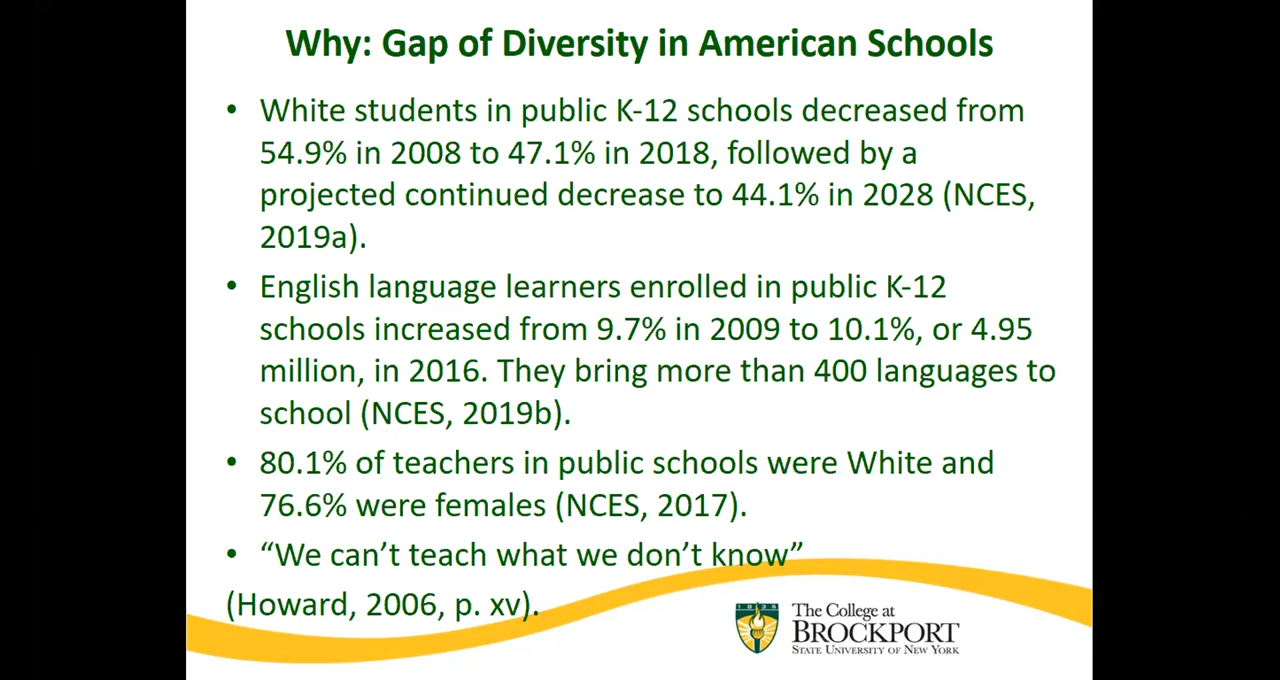 Why: Gap of Diversity in American Schools
• White students in public K-12 schools decreased from
54.9% in 2008 to 47.1% in 2018, followed by a
projected continued decrease to 44.1% in 2028 (NCES,
2019a).
• English language learners enrolled in public K-12
schools increased from 9.7% in 2009 to 10.1%, or 4.95
million, in 2016. They bring more than 400 languages to
school (NCES, 2019b).
• 80.1% of teachers in public schools were White and
76.6% were females (NCES, 2017).
• “We can’t teach what we don’t know”
(Howard, 2006, p. xv).
1835
The College at
BROCKPORT
STATE UNIVERSITY OF NEW YORK